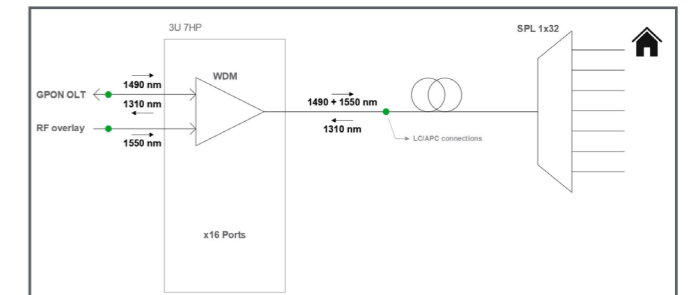 3U 7HP
SPL 1x32
WDM
1490 nm
GPON OLT
1310 nm
RF overlay
1550 nm
1490 + 1550 nm
1310 nm
LC/APC connections
x16 Ports